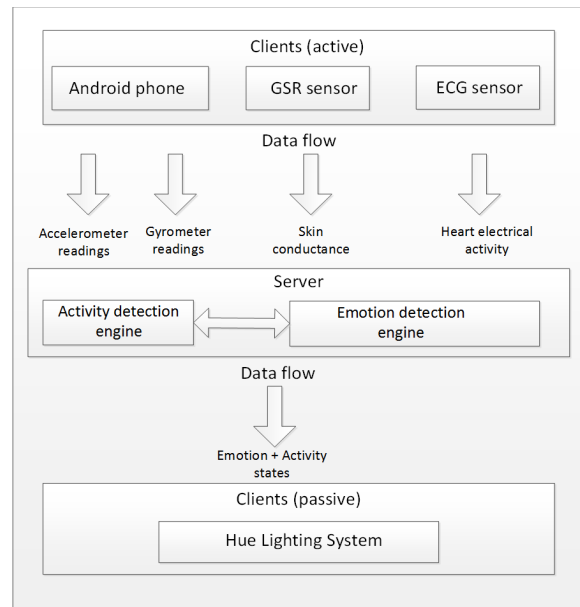 Clients (active)
Android phone
GSR sensor
ECG sensor
Data flow
Accelerometer
readings
Gyrometer
readings
Skin
conductance
Heart electrical
activity
Server
Activity detection
engine
Emotion detection
engine
Data flow
Emotion + Activity
states
Clients (passive)
Hue Lighting System